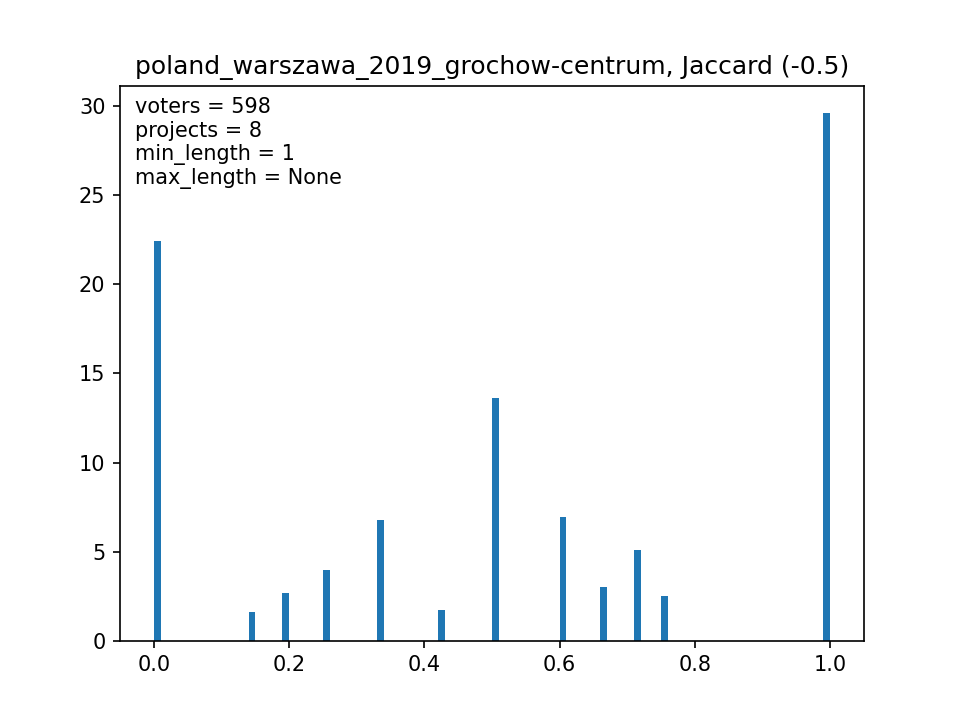 poland_warszawa_2019_grochow-centrum, Jaccard (-0.5)
voters = 598
projects = 8
min_length = 1
max_length = None
30
25
20
15
10
5
0
0.0 0.2 0.4 0.6 0.8 1.0